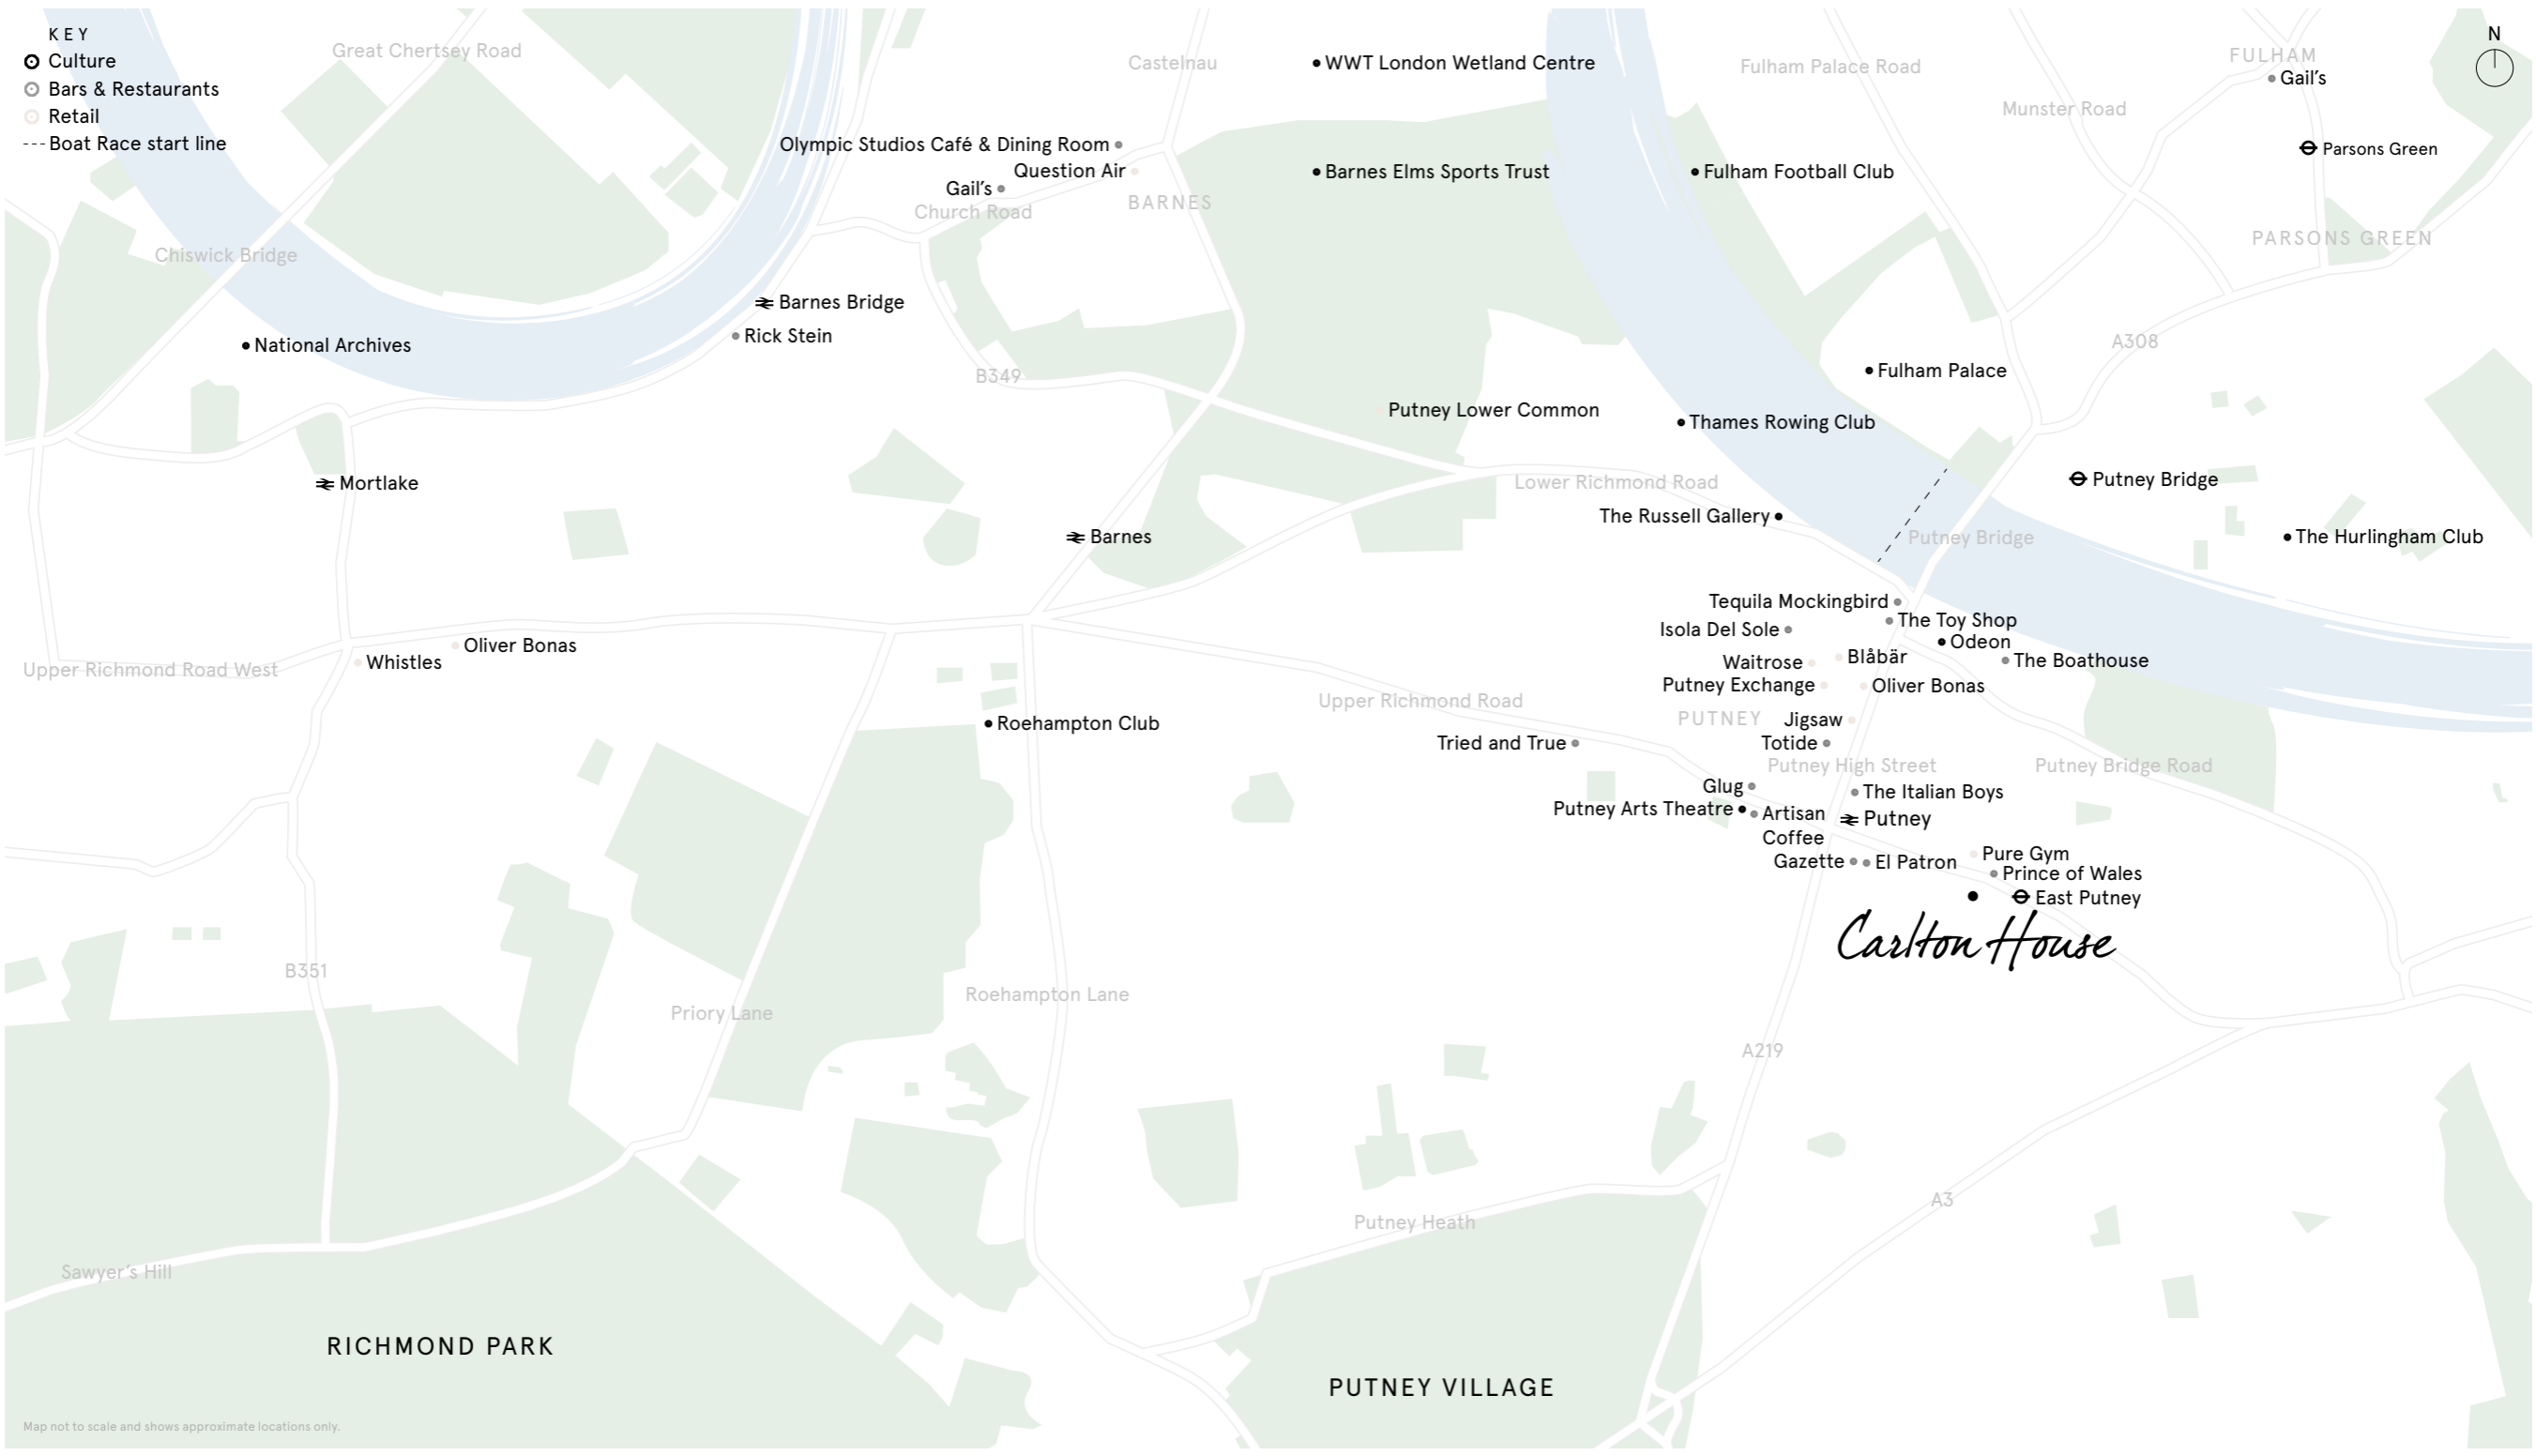 KEY
Culture
Bars & Restaurants
Retail
Boat Race start line
N
Great Chertsey Road
Castelnau
WWT London Wetland Centre
Fulham Palace Road
FULHAM
Gail's
Munster Road
Olympic Studios Café & Dining Room
Parsons Green
Question Air
Barnes Elms Sports Trust
Fulham Football Club
Gail's
BARNES
Church Road
PARSONS GREEN
Chiswick Bridge
Barnes Bridge
Rick Stein
National Archives
A308
B349
Fulham Palace
Putney Lower Common
Thames Rowing Club
Mortlake
Lower Richmond Road
Putney Bridge
The Russell Gallery
Barnes
Putney Bridge
The Hurlingham Club
Tequila Mockingbird
The Toy Shop
Isola Del Sole
Odeon
Oliver Bonas
Whistles
Upper Richmond Road West
Waitrose
Blåbär
The Boathouse
Putney Exchange
Oliver Bonas
Upper Richmond Road
PUTNEY
Jigsaw
Roehampton Club
Tried and True
Totide
Putney High Street
Putney Bridge Road
Glug
The Italian Boys
Putney Arts Theatre
Artisan
Coffee
Putney
Gazette
El Patron
Pure Gym
Prince of Wales
East Putney
Carlton House
B351
Roehampton Lane
Priory Lane
A219
A3
Putney Heath
Sawyer's Hill
RICHMOND PARK
PUTNEY VILLAGE
Map not to scale and shows approximate locations only.